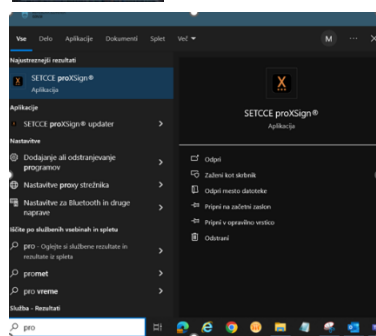 Vse Delo Aplikacije Dokumenti Splet Več M
Najustreznejši rezultati
SETCCE proXSign®
Aplikacija
Aplikacije
SETCCE proXSign® updater
Nastavitve
Dodajanje ali odstranjevanje
programov
Nastavitve proxy strežnika
Nastavitve za Bluetooth in druge
naprave
Iščite po službenih vsebinah in spletu
pro - Oglejte si službene rezultate in
rezultate iz spleta
promet
pro vreme
Služba - Rezultati
pro
SETCCE proXSign®
Aplikacija
Odpri
Zaženi kot skrbnik
Odpri mesto datoteke
Pripni na začetni zaslon
Pripni v opravilno vrstico
Odstrani